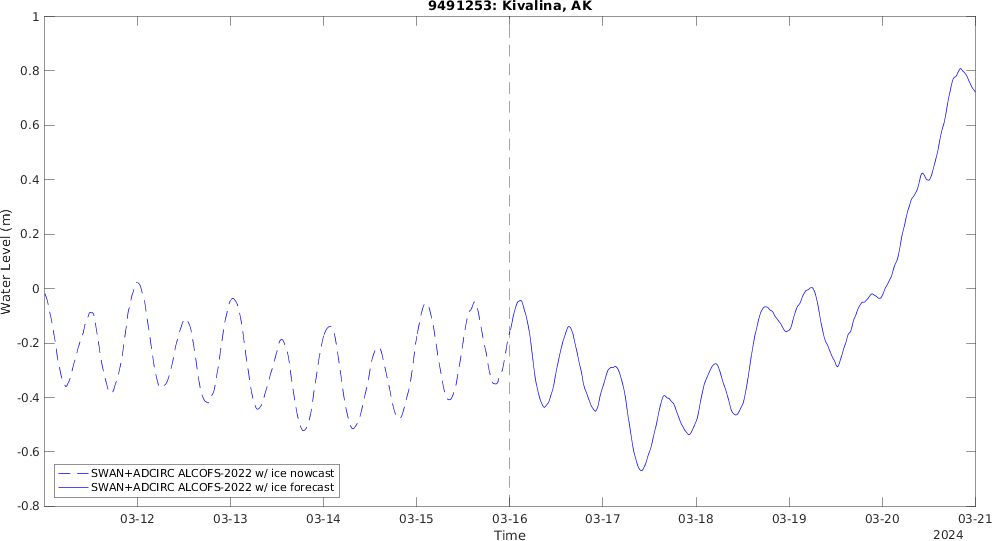 9491253: Kivalina, AK
1
0.8
0.6
0.4
0.2
0
-0.2
-0.4
-0.6
-0.8
Water Level (m)
SWAN+ADCIRC ALCOFS-2022 w/ ice nowcast
SWAN+ADCIRC ALCOFS-2022 w/ ice forecast
03-12 03-13 03-14 03-15 03-16 03-17 03-18 03-19 03-20 03-21
Time
2024